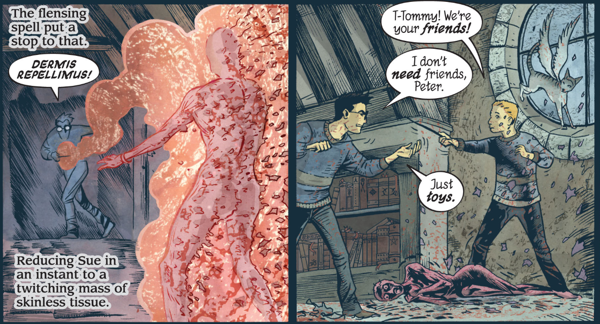 The flensing
spell put a
stop to that.
DERMIS
REPELLIMUS!
Reducing Sue in
an instant to a
twitching mass of
skinless tissue.
T-Tommy! We're
your friends!
I don't
need friends,
Peter.
Just
toys.